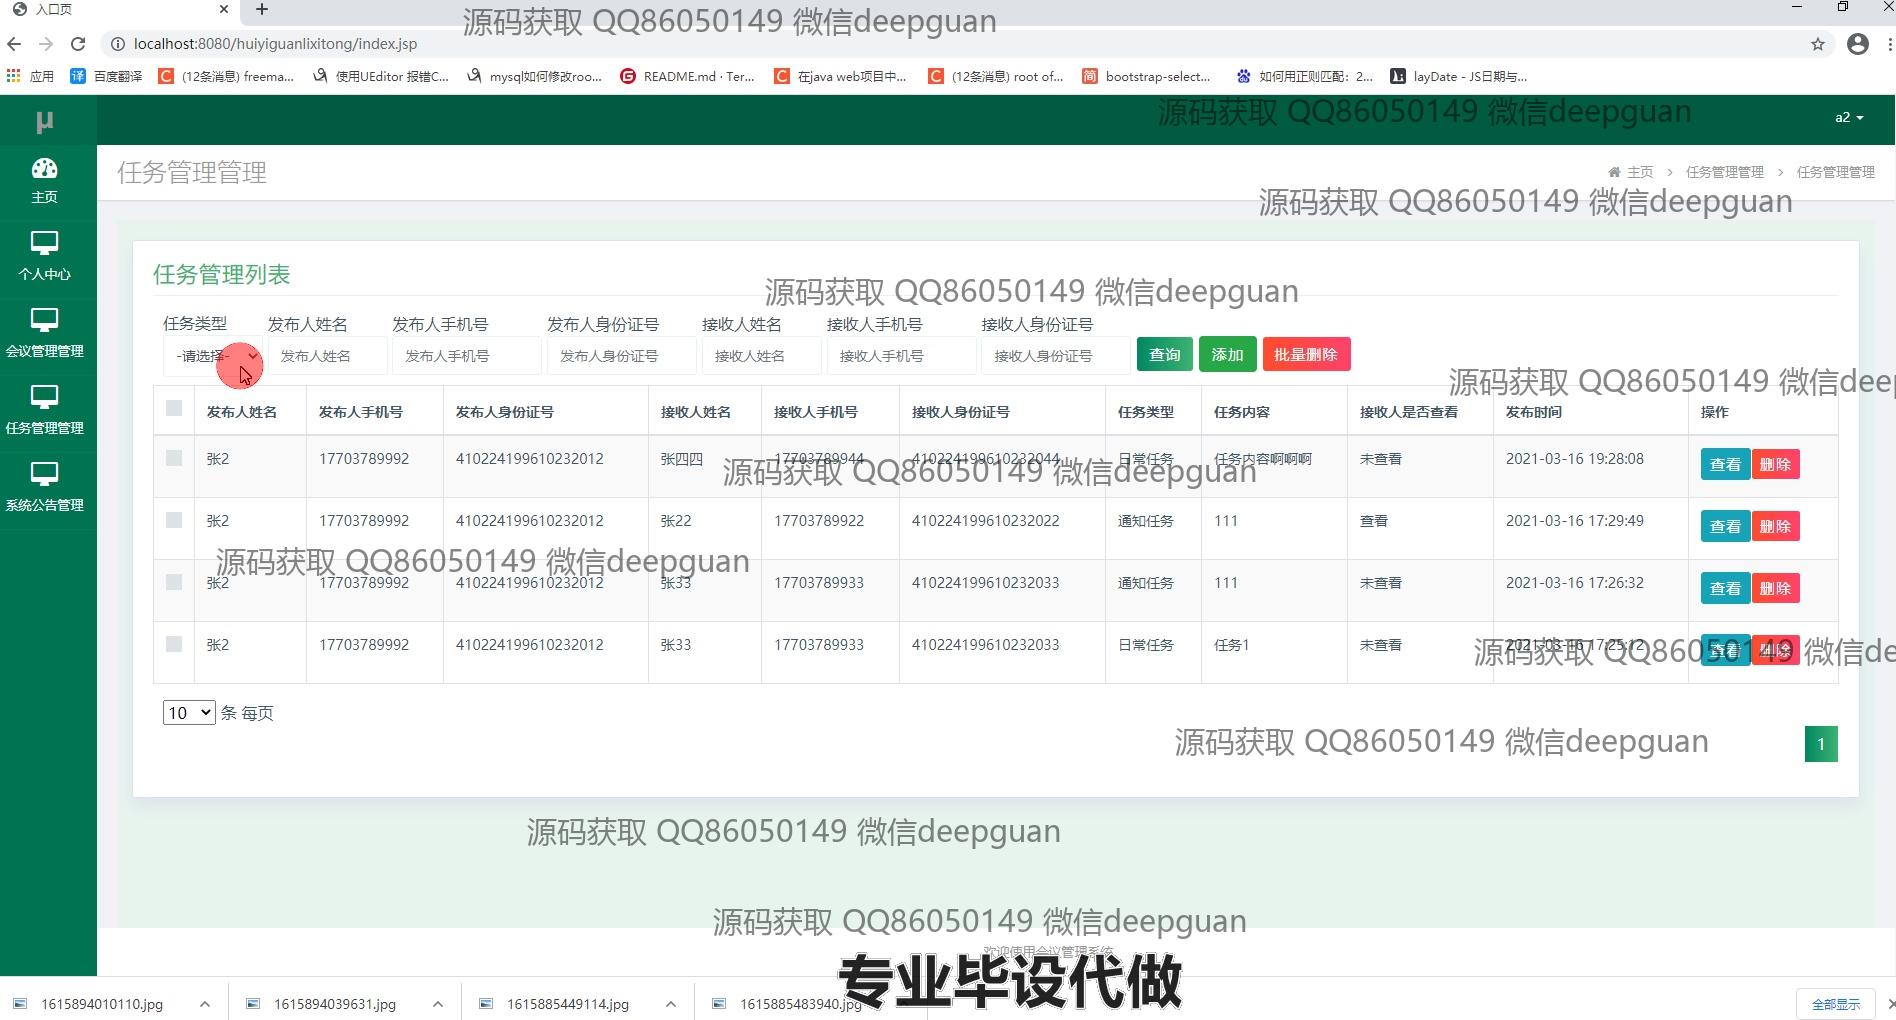 入口页
源码获取 QQ86050149 微信deepguan
localhost:8080/huiyiguanlixitong/index.jsp
应用 百度翻译 (12条消息) freema... 使用UEditor 报错C... mysql如何修改roo... README.md · Ter... 在java web项目中... (12条消息) root of... bootstrap-select... 如何用正则匹配：2... layDate - JS日期与...
源码获取 QQ86050149 微信deepguan
μ a2
任务管理管理 主页 > 任务管理管理 > 任务管理管理
主页
源码获取 QQ86050149 微信deepguan
个人中心
任务管理列表
源码获取 QQ86050149 微信deepguan
任务类型 发布人姓名 发布人手机号 发布人身份证号 接收人姓名 接收人手机号 接收人身份证号
会议管理管理
-请选择- 发布人姓名 发布人手机号 发布人身份证号 接收人姓名 接收人手机号 接收人身份证号 查询 添加 批量删除
源码获取 QQ86050149 微信deep
发布人姓名 发布人手机号 发布人身份证号 接收人姓名 接收人手机号 接收人身份证号 任务类型 任务内容 接收人是否查看 发布时间 操作
任务管理管理
张2 17703789992 410224199610232012 张四四 17703789944 410224199610232044 日常任务 任务内容啊啊啊 未查看 2021-03-16 19:28:08 查看 删除
源码获取 QQ86050149 微信deepguan
系统公告管理
张2 17703789992 410224199610232012 张22 17703789922 410224199610232022 通知任务 111 查看 2021-03-16 17:29:49 查看 删除
源码获取 QQ86050149 微信deepguan
张2 17703789992 410224199610232012 张33 17703789933 410224199610232033 通知任务 111 未查看 2021-03-16 17:26:32 查看 删除
张2 17703789992 410224199610232012 张33 17703789933 410224199610232033 日常任务 任务1 未查看 2021-03-16 17:25:12 查看 删除
源码获取 QQ86050149 微信de
10 条 每页
源码获取 QQ86050149 微信deepguan
1
源码获取 QQ86050149 微信deepguan
源码获取 QQ86050149 微信deepguan
欢迎使用会议管理系统
专业毕设代做
1615894010110.jpg 1615894039631.jpg 1615885449114.jpg 1615885483940.jpg 全部显示